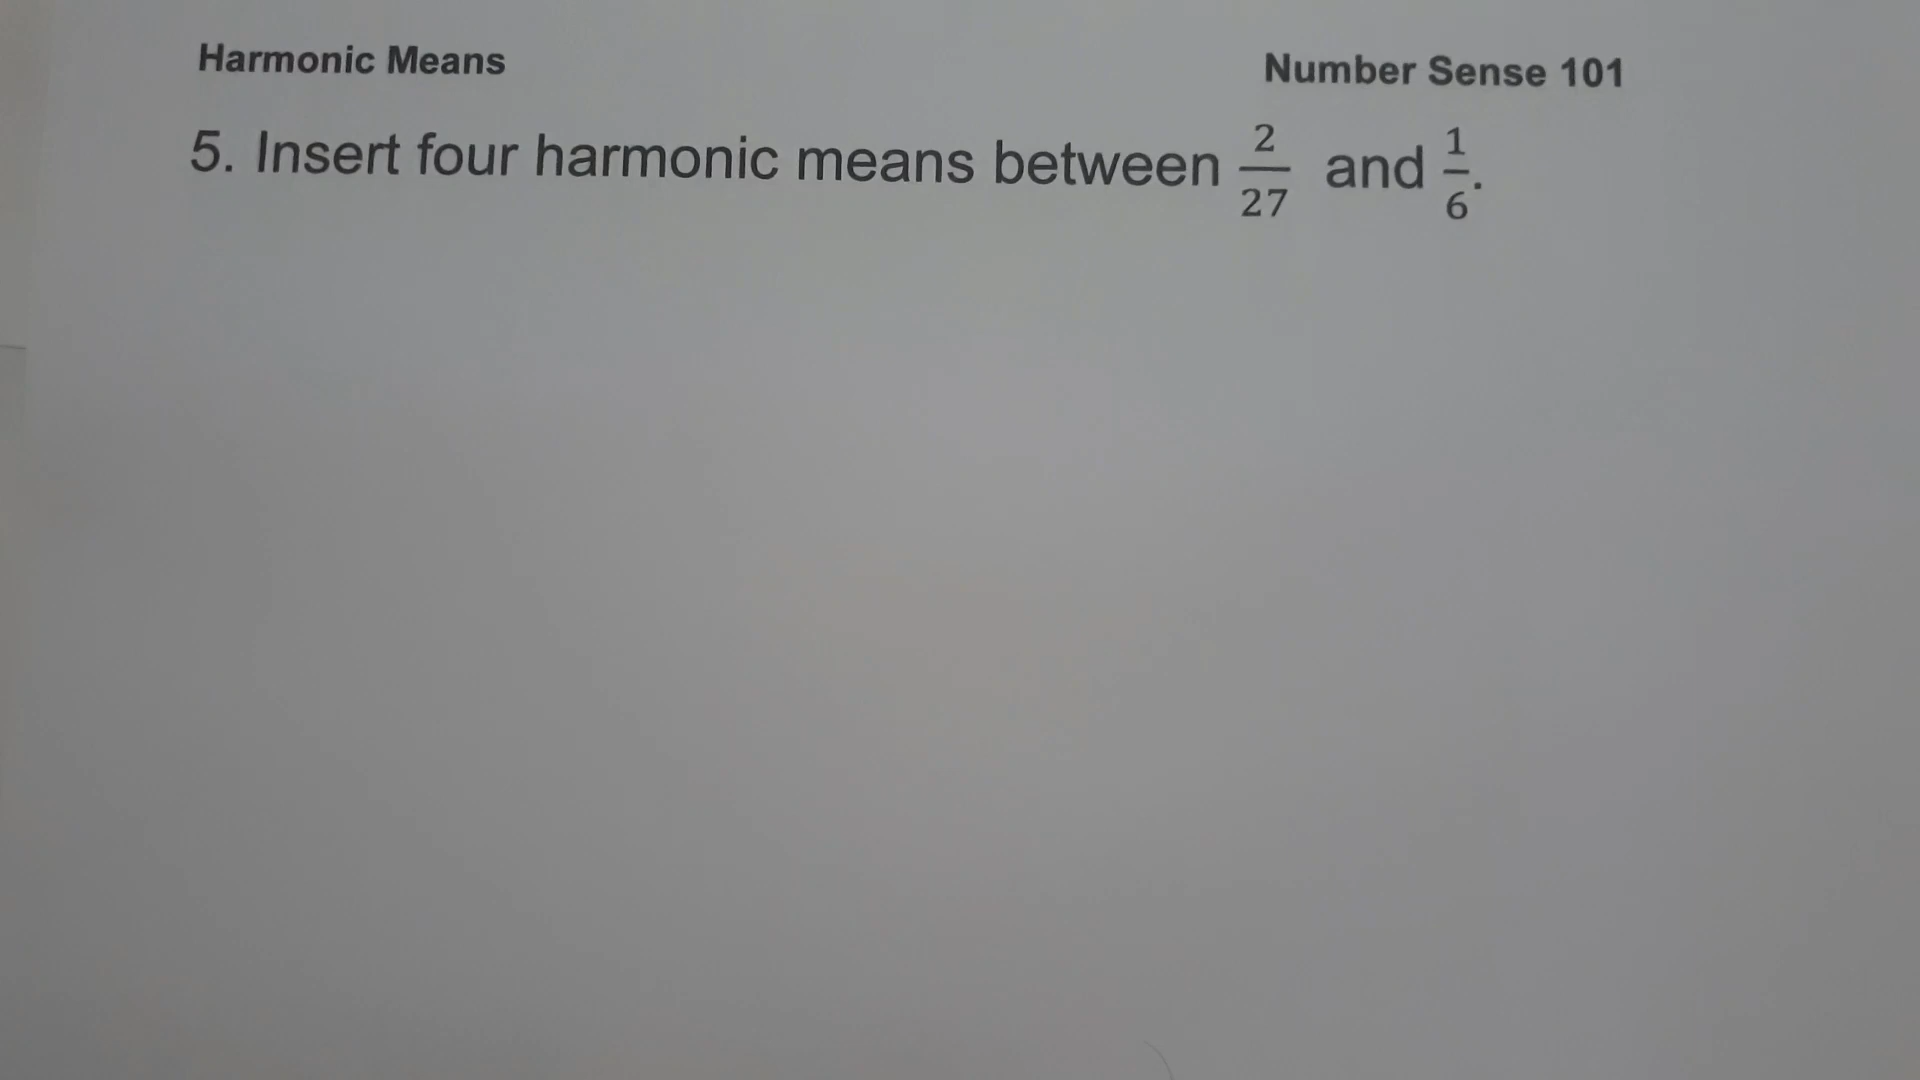 Harmonic Means
Number Sense 101
5. Insert four harmonic means between 2/27 and 1/6.